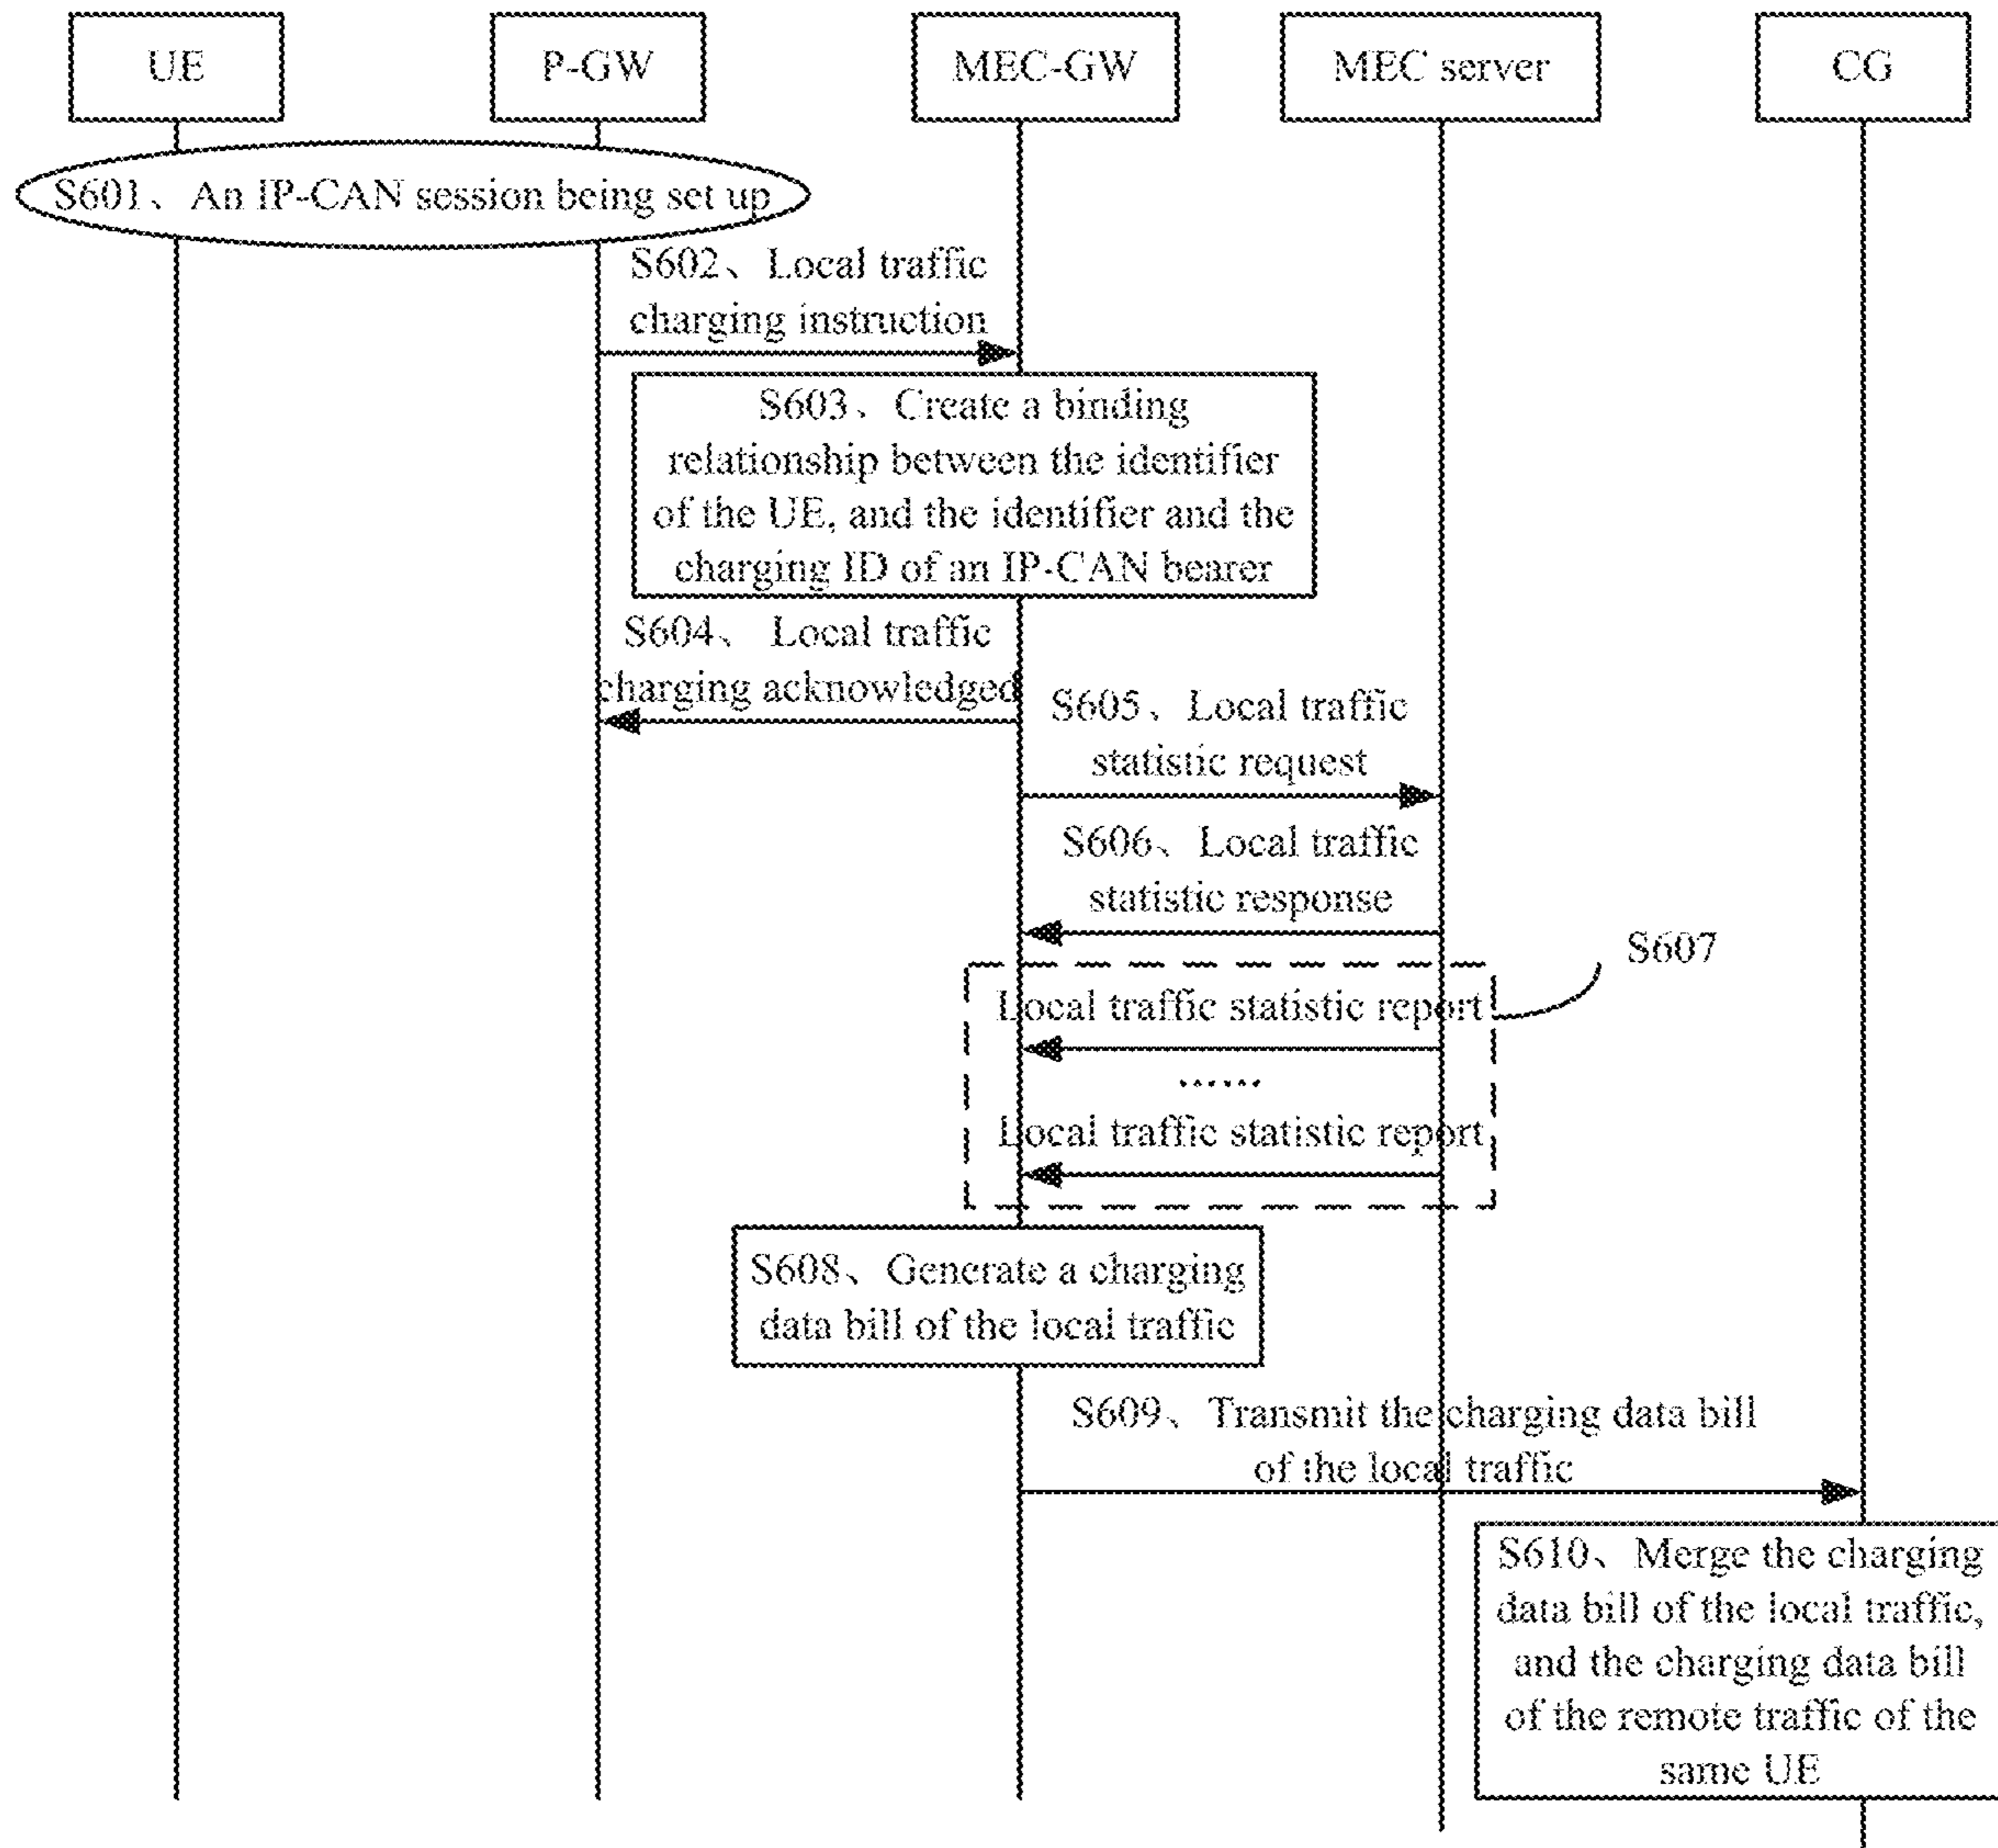 UE
P-GW
MEC-GW
MEC server
CG
S601、An IP-CAN session being set up
S602、Local traffic
charging instruction
S603、Create a binding
relationship between the identifier
of the UE, and the identifier and the
charging ID of an IP-CAN bearer
S604、Local traffic
charging acknowledged
S605、Local traffic
statistic request
S606、Local traffic
statistic response
S607
Local traffic statistic report
······
Local traffic statistic report
S608、Generate a charging
data bill of the local traffic
S609、Transmit the charging data bill
of the local traffic
S610、Merge the charging
data bill of the local traffic,
and the charging data bill
of the remote traffic of the
same UE